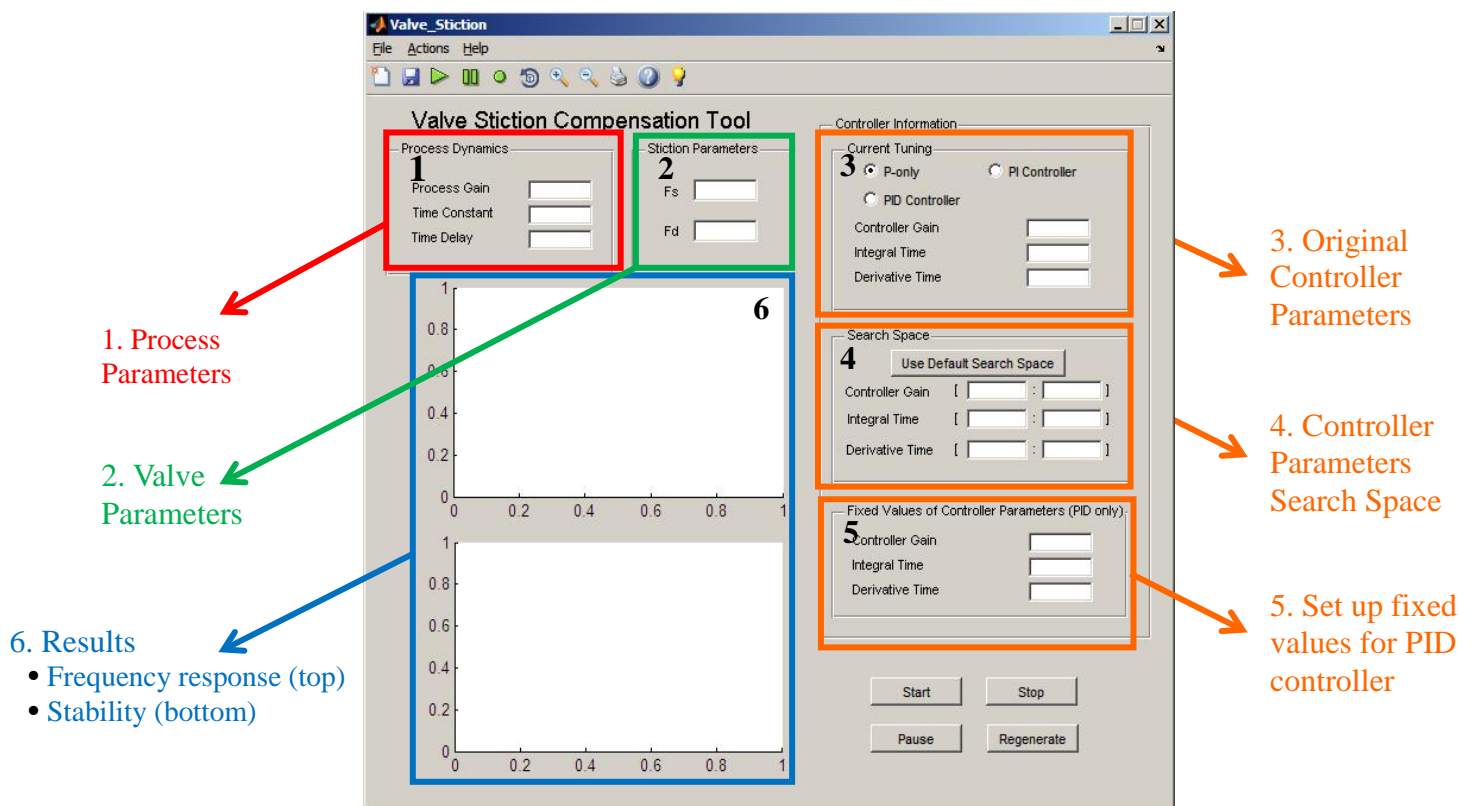 Valve_Stiction
File Actions Help
Valve Stiction Compensation Tool
Process Dynamics
1
Process Gain
Time Constant
Time Delay
Stiction Parameters
2
Fs
Fd
Controller Information
Current Tuning
3
P-only
PI Controller
PID Controller
Controller Gain
Integral Time
Derivative Time
Search Space
4
Use Default Search Space
Controller Gain [ : ]
Integral Time [ : ]
Derivative Time [ : ]
Fixed Values of Controller Parameters (PID only)
5
Controller Gain
Integral Time
Derivative Time
Start
Stop
Pause
Regenerate
6
1
0.8
0.6
0.4
0.2
0
0 0.2 0.4 0.6 0.8 1
1
0.8
0.6
0.4
0.2
0
0 0.2 0.4 0.6 0.8 1
1. Process
Parameters
2. Valve
Parameters
6. Results
• Frequency response (top)
• Stability (bottom)
3. Original
Controller
Parameters
4. Controller
Parameters
Search Space
5. Set up fixed
values for PID
controller